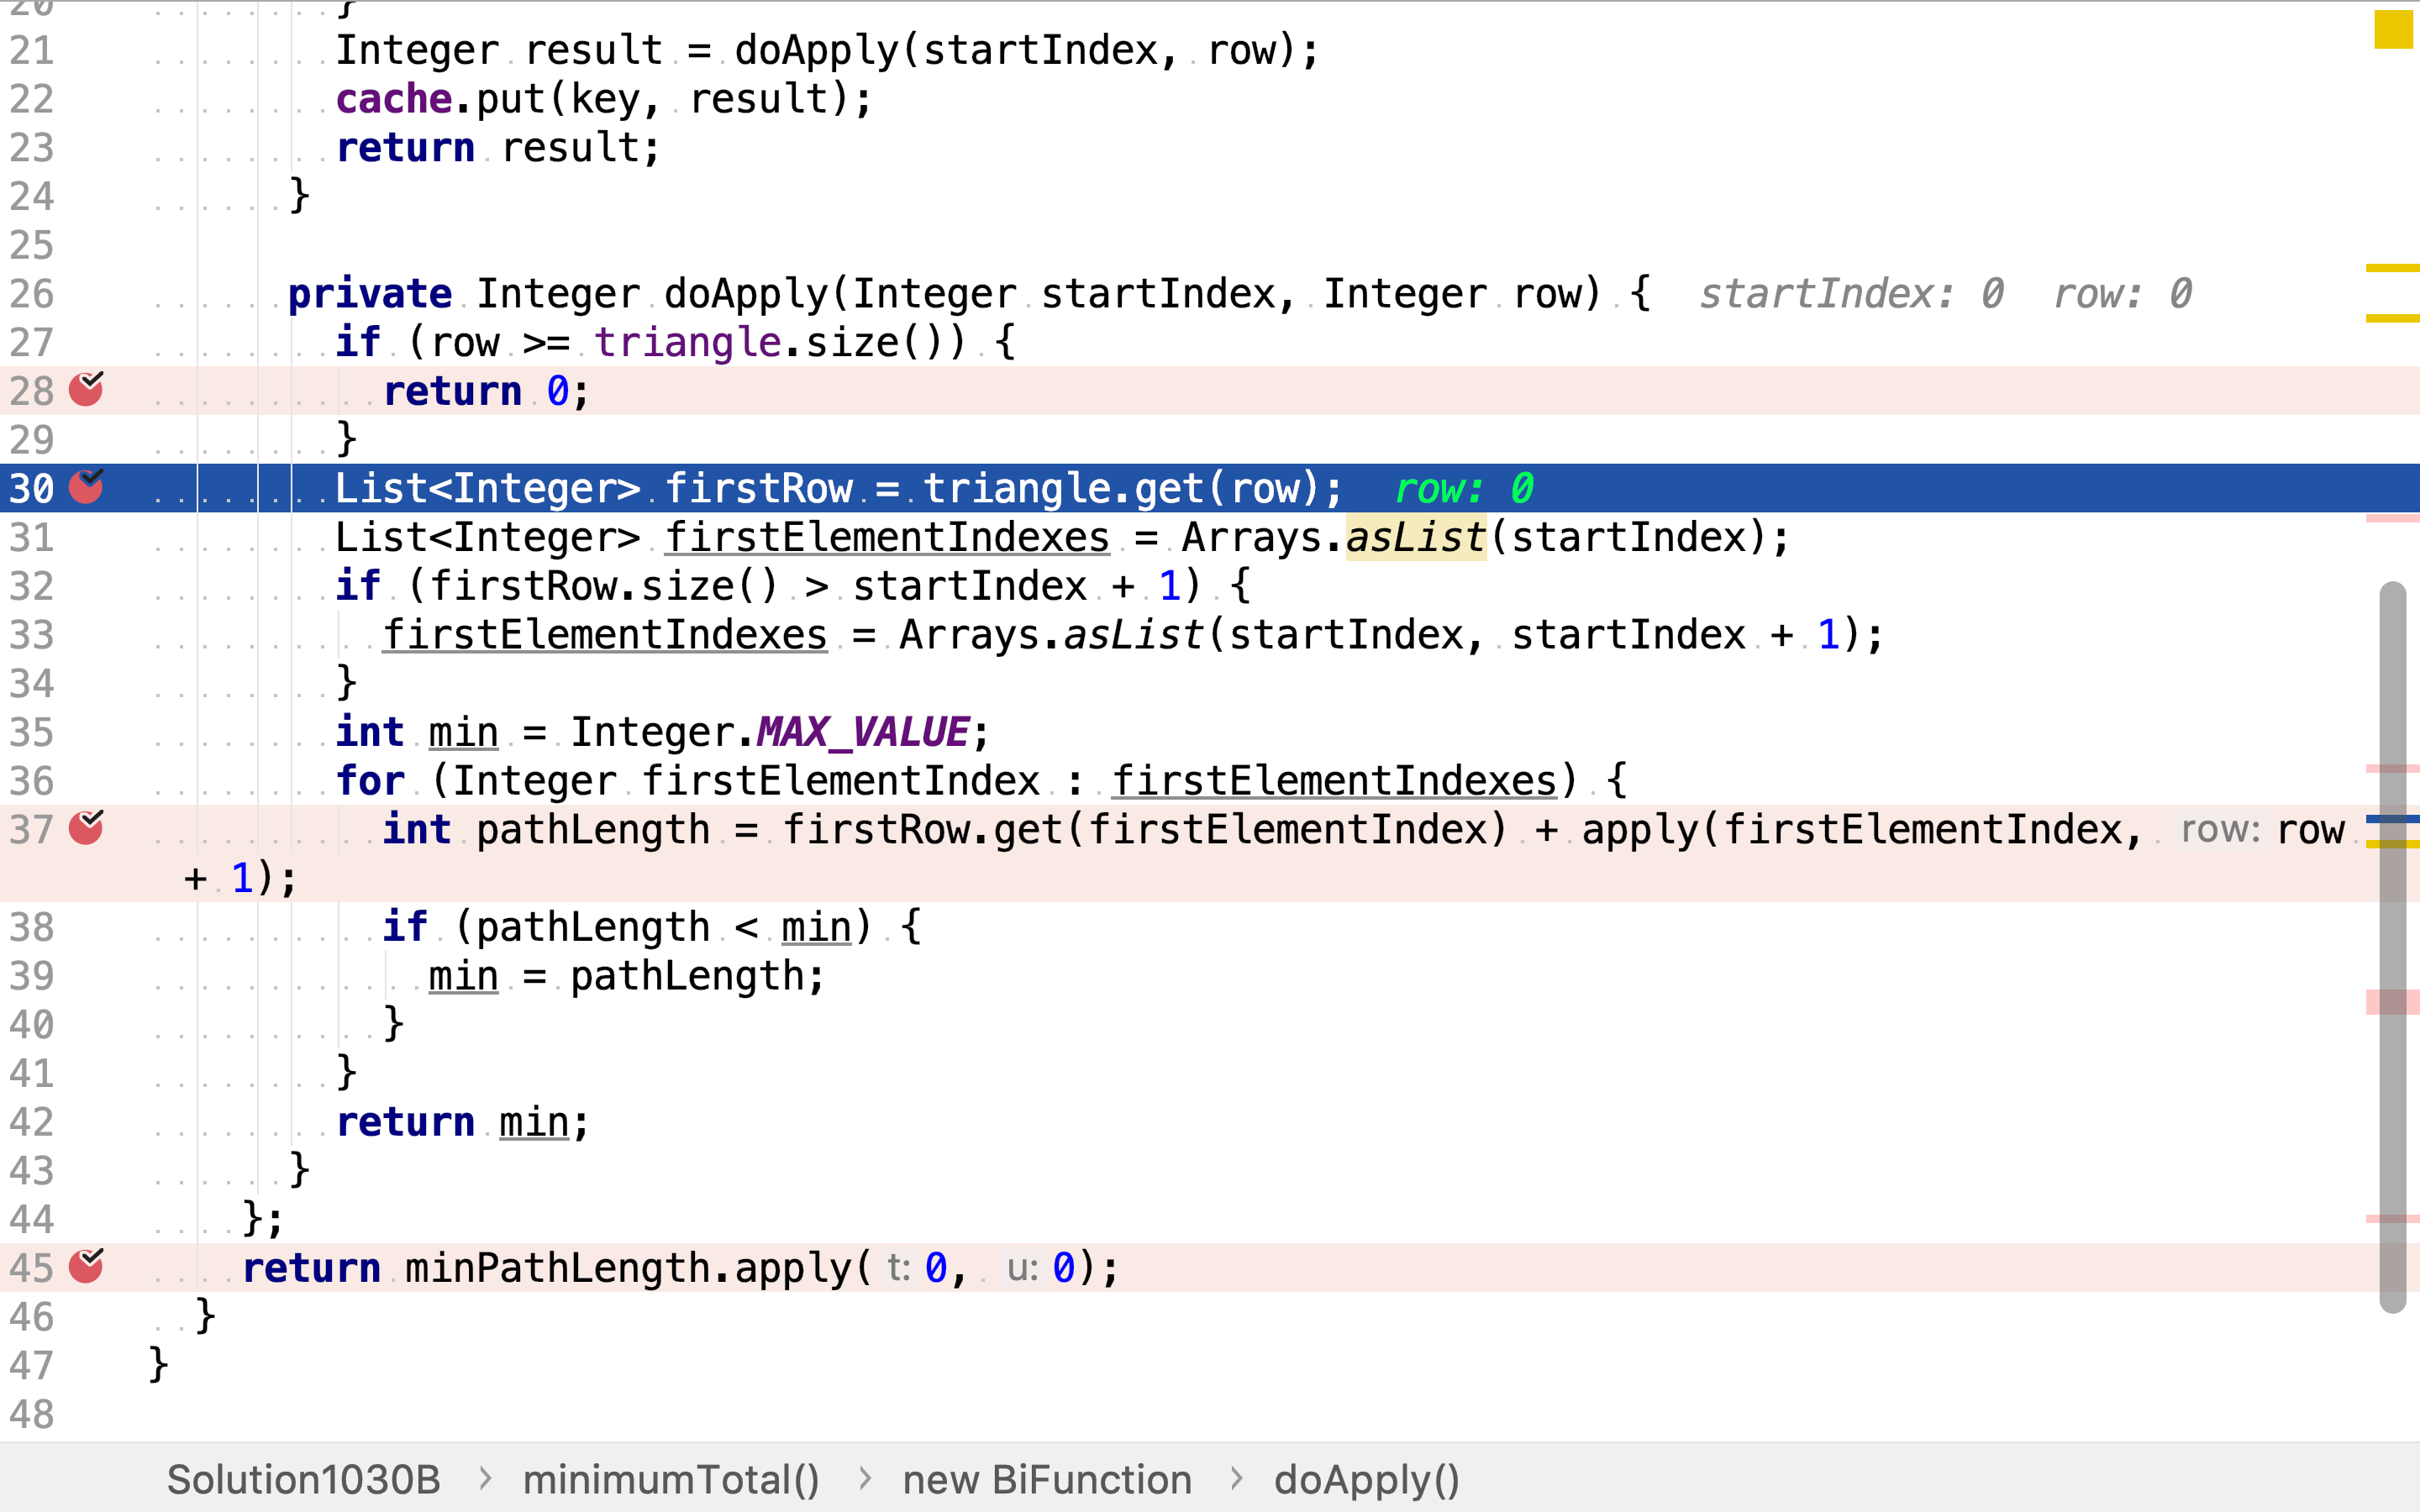 20 }
21 Integer result = doApply(startIndex, row);
22 cache.put(key, result);
23 return result;
24 }
25
26 private Integer doApply(Integer startIndex, Integer row) { startIndex: 0 row: 0
27 if (row >= triangle.size()) {
28 return 0;
29 }
30 List<Integer> firstRow = triangle.get(row); row: 0
31 List<Integer> firstElementIndexes = Arrays.asList(startIndex);
32 if (firstRow.size() > startIndex + 1) {
33 firstElementIndexes = Arrays.asList(startIndex, startIndex + 1);
34 }
35 int min = Integer.MAX_VALUE;
36 for (Integer firstElementIndex : firstElementIndexes) {
37 int pathLength = firstRow.get(firstElementIndex) + apply(firstElementIndex, row: row
+ 1);
38 if (pathLength < min) {
39 min = pathLength;
40 }
41 }
42 return min;
43 }
44 };
45 return minPathLength.apply( t: 0, u: 0);
46 }
47 }
48
Solution1030B > minimumTotal() > new BiFunction > doApply()